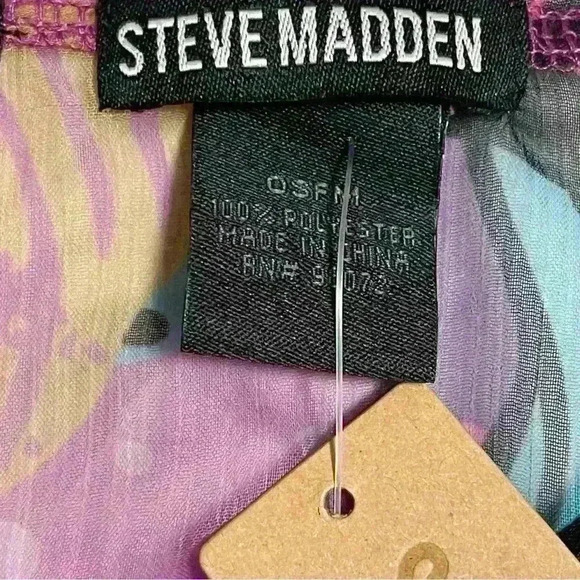 STEVE MADDEN
OSFM
100% POLYESTER
MADE IN CHINA
RN#